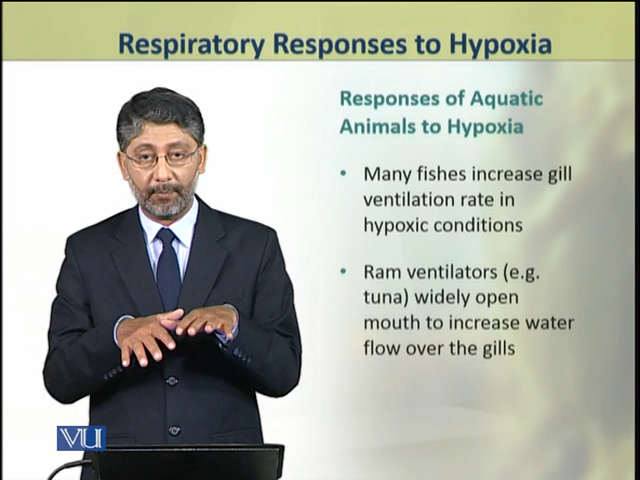 Respiratory Responses to Hypoxia
Responses of Aquatic
Animals to Hypoxia
• Many fishes increase gill
ventilation rate in
hypoxic conditions
• Ram ventilators (e.g.
tuna) widely open
mouth to increase water
flow over the gills
VU